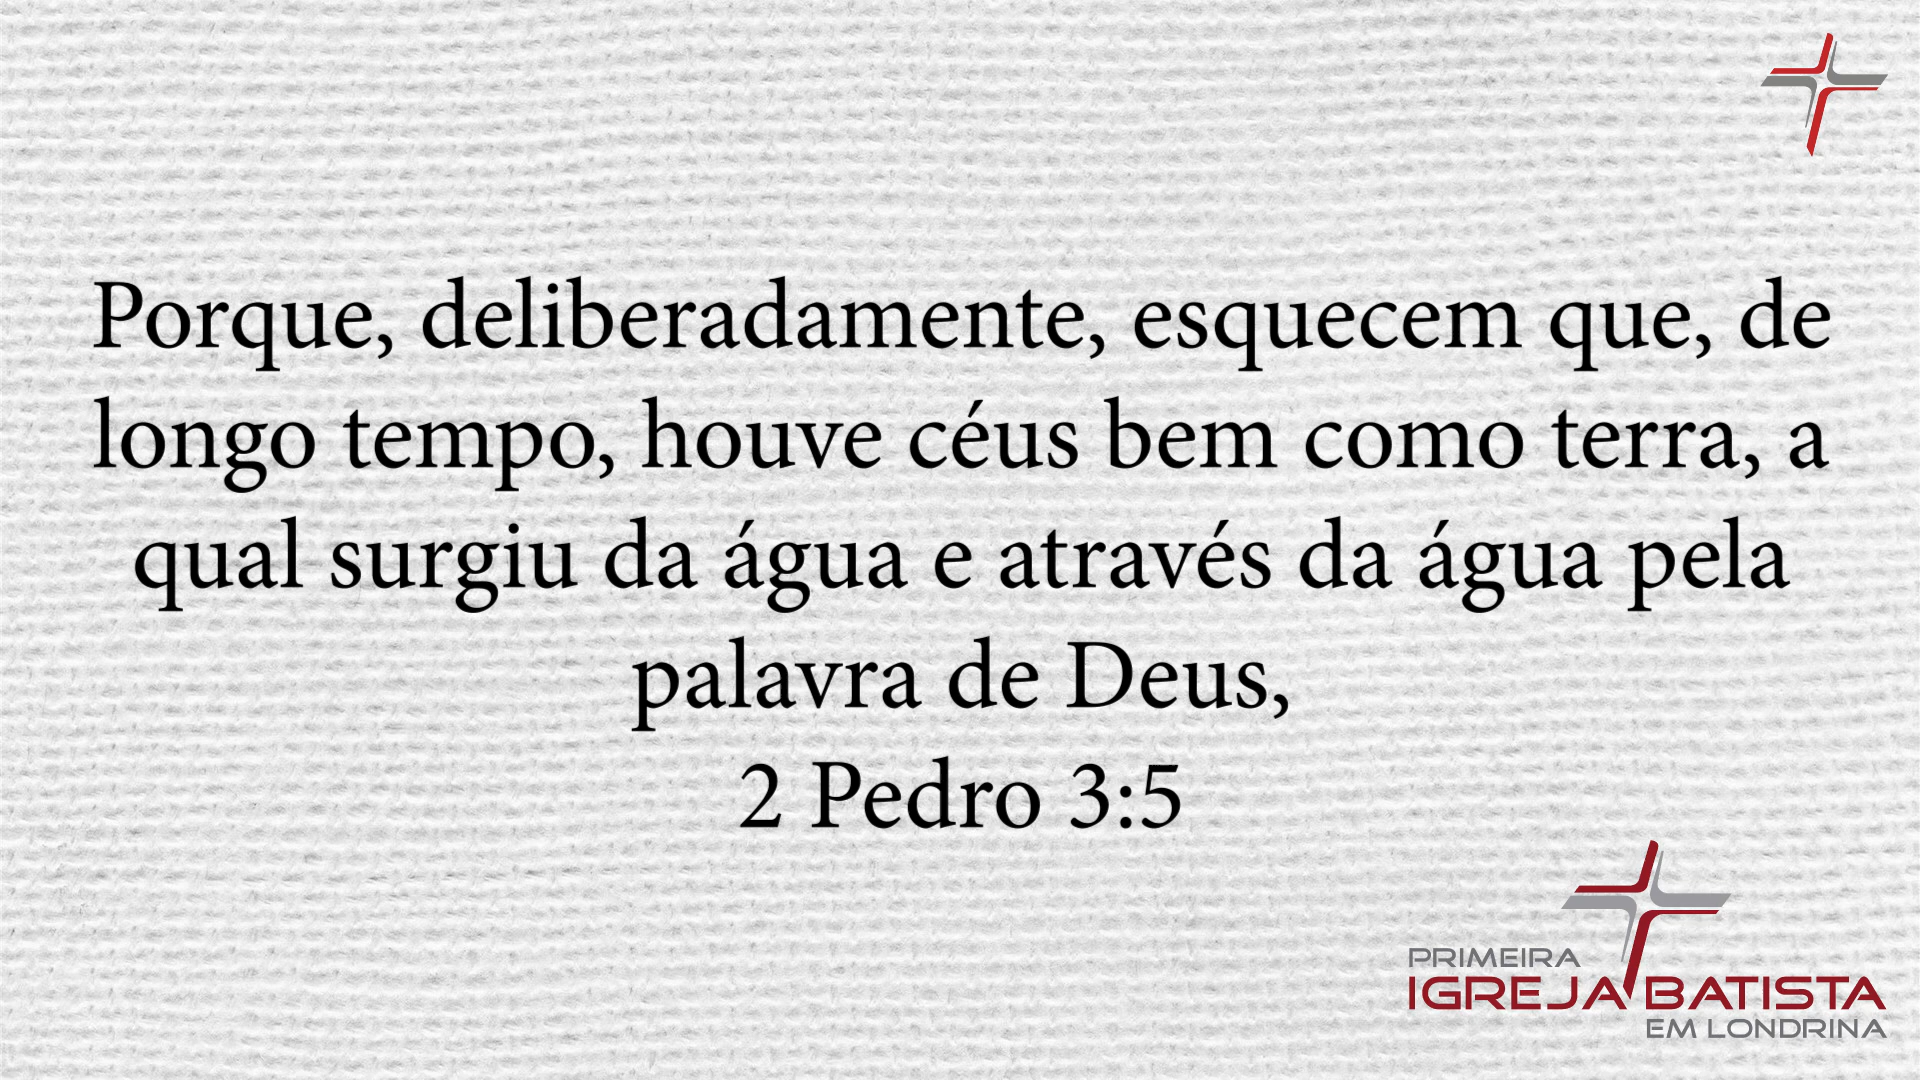 Porque, deliberadamente, esquecem que, de
longo tempo, houve céus bem como terra, a
qual surgiu da água e através da água pela
palavra de Deus,
2 Pedro 3:5
PRIMEIRA
IGREJA BATISTA
EM LONDRINA